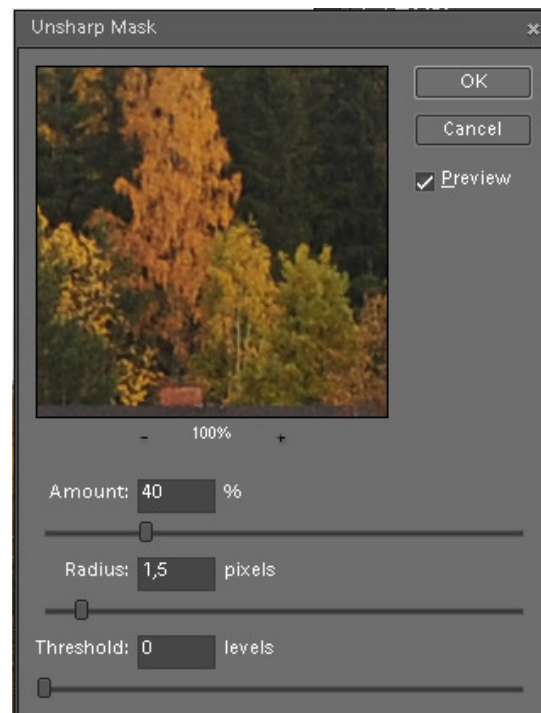 Unsharp Mask
OK
Cancel
Preview
- 100% +
Amount: 40 %
Radius: 1,5 pixels
Threshold: 0 levels